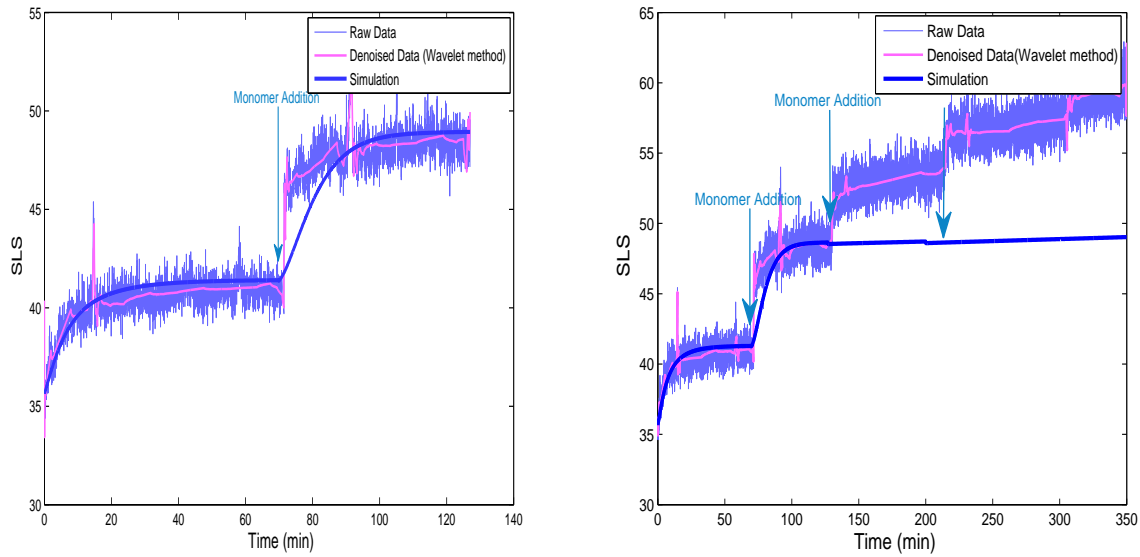 55
50
45
40
35
30
SLS
0
20
40
60
80
100
120
140
Time (min)
Raw Data
Denoised Data (Wavelet method)
Simulation
Monomer Addition
65
60
55
50
45
40
35
30
SLS
0
50
100
150
200
250
300
350
Time (min)
Raw Data
Denoised Data(Wavelet method)
Simulation
Monomer Addition
Monomer Addition